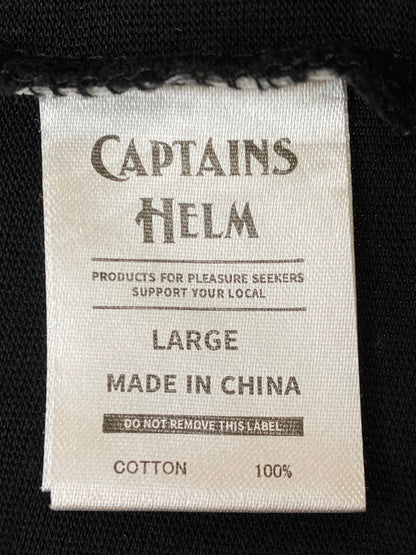 CAPTAINS
HELM
PRODUCTS FOR PLEASURE SEEKERS
SUPPORT YOUR LOCAL
LARGE
MADE IN CHINA
DO NOT REMOVE THIS LABEL
COTTON 100%